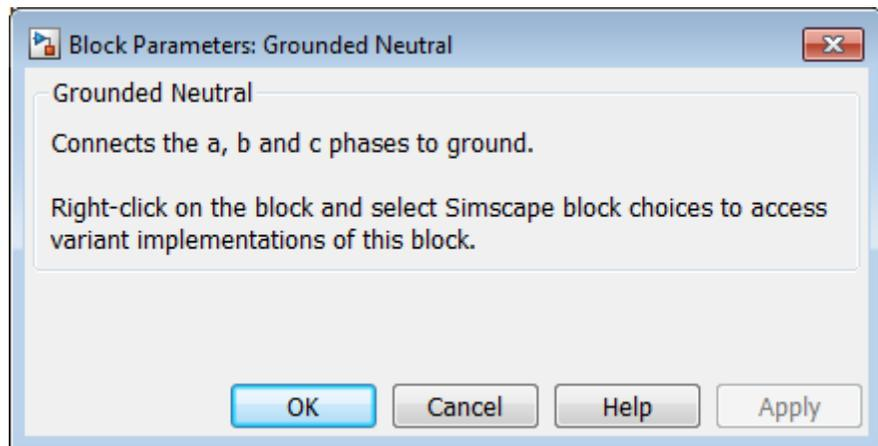 Block Parameters: Grounded Neutral
Grounded Neutral
Connects the a, b and c phases to ground.
Right-click on the block and select Simscape block choices to access
variant implementations of this block.
OK Cancel Help Apply